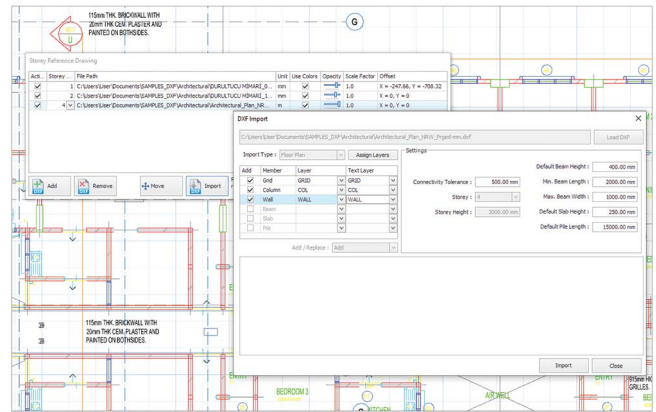 115mm THK. BRICKWALL WITH
20mm THK CEM. PLASTER AND
PAINTED ON BOTHSIDES.
G
U
Storey Reference Drawing
Acti... Storey ... File Path Unit Use Colors Opacity Scale Factor Offset
1 C:\Users\User\Documents\SAMPLES_DXF\Architectural\DURULTUCU MİMARİ_0... mm 1.0 X = -247.66, Y = -708.32
2 C:\Users\User\Documents\SAMPLES_DXF\Architectural\DURULTUCU MİMARİ_1... mm 1.0 X = 0, Y = 0
4 C:\Users\User\Documents\SAMPLES_DXF\Architectural\Architectural_Plan_NR... m 1.0 X = 0, Y = 0
Add Remove Move Import
DXF Import
C:\Users\User\Documents\SAMPLES_DXF\Architectural\Architectural_Plan_NRW_Prgard-mm.dxf Load DXF
Import Type : Floor Plan Assign Layers
Add Member Layer Text Layer
Grid GRID GRID
Column COL COL
Wall WALL WALL
Beam
Slab
Pile
Add / Replace : Add
Settings
Connectivity Tolerance : 500.00 mm
Storey : 4
Storey Height : 3000.00 mm
Default Beam Height : 400.00 mm
Min. Beam Length : 2000.00 mm
Max. Beam Width : 1000.00 mm
Default Slab Height : 250.00 mm
Default Pile Length : 15000.00 mm
Import Close
115mm THK. BRICKWALL WITH
20mm THK CEM. PLASTER AND
PAINTED ON BOTHSIDES.
ENTRY
ENTRY
BEDROOM 3
AIR WELL
KITCHEN
GRILLES.